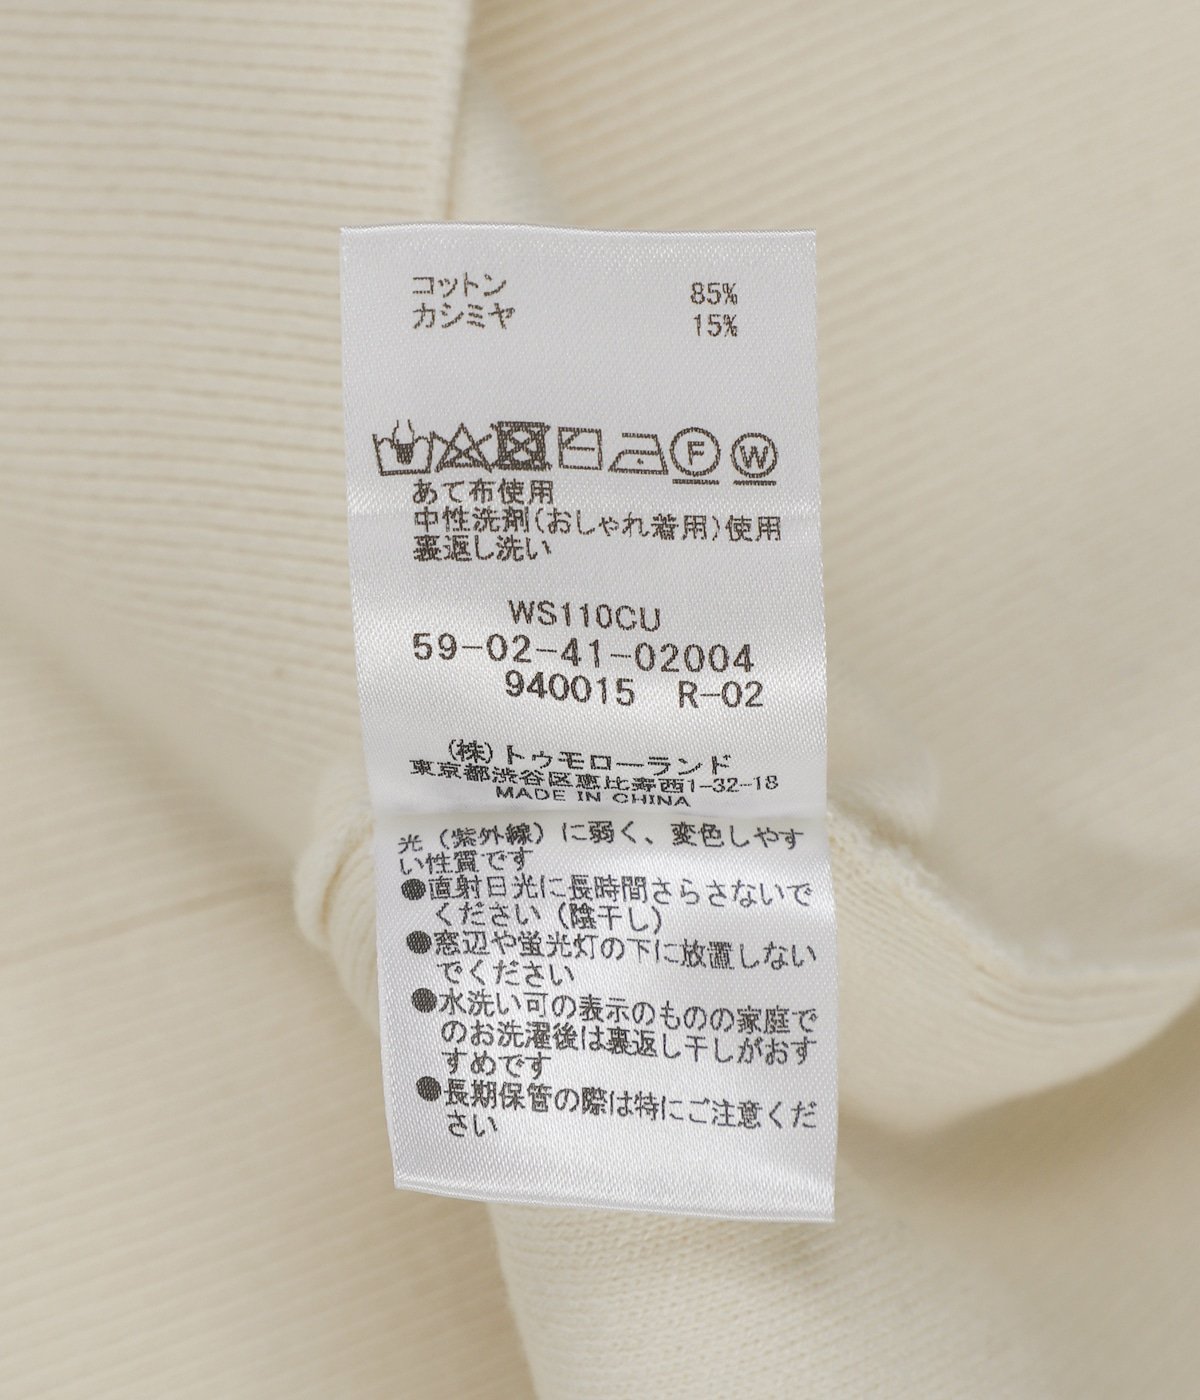 コットン 85%
カシミヤ 15%
F W
あて布使用
中性洗剤(おしゃれ着用)使用
裏返し洗い
WS110CU
59-02-41-02004
940015 R-02
(株)トゥモローランド
東京都渋谷区恵比寿西1-32-18
MADE IN CHINA
光(紫外線)に弱く、変色しやす
い性質です
●直射日光に長時間さらさないで
ください(陰干し)
●窓辺や蛍光灯の下に放置しない
でください
●水洗い可の表示のものの家庭で
のお洗濯後は裏返し干しがおす
すめです
●長期保管の際は特にご注意くだ
さい